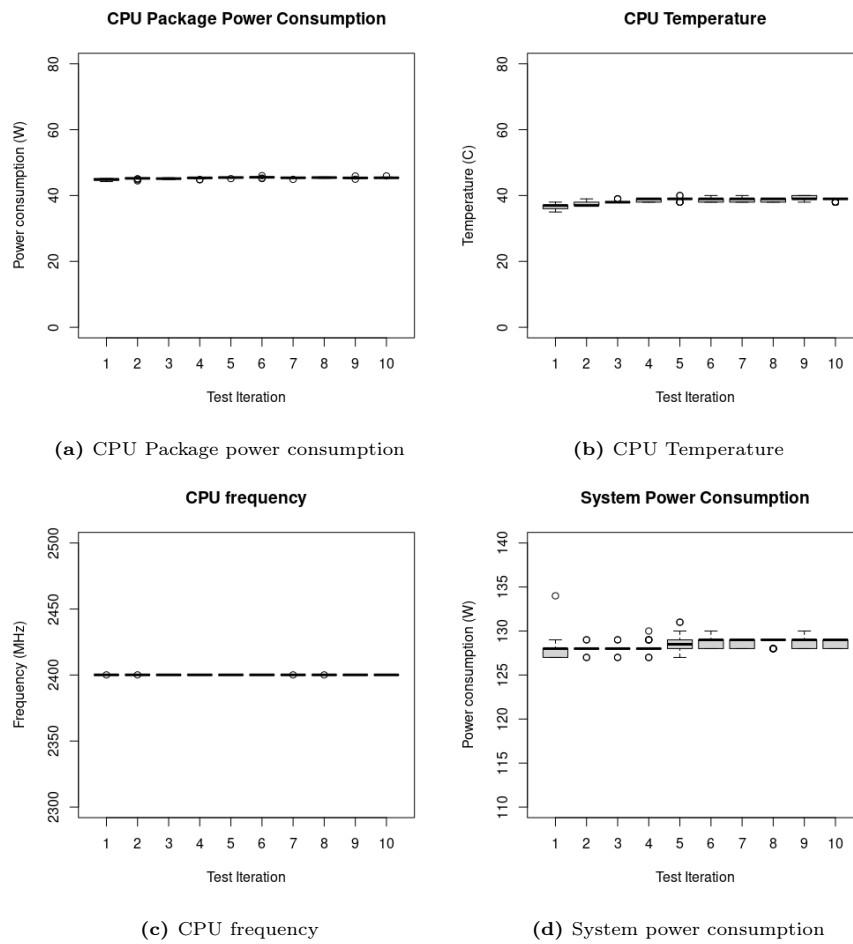 CPU Package Power Consumption
Power consumption (W)
80
60
40
20
0
1 2 3 4 5 6 7 8 9 10
Test Iteration
(a) CPU Package power consumption
CPU Temperature
Temperature (C)
80
60
40
20
0
1 2 3 4 5 6 7 8 9 10
Test Iteration
(b) CPU Temperature
CPU frequency
Frequency (MHz)
2500
2450
2400
2350
2300
1 2 3 4 5 6 7 8 9 10
Test Iteration
(c) CPU frequency
System Power Consumption
Power consumption (W)
140
135
130
125
120
115
110
1 2 3 4 5 6 7 8 9 10
Test Iteration
(d) System power consumption